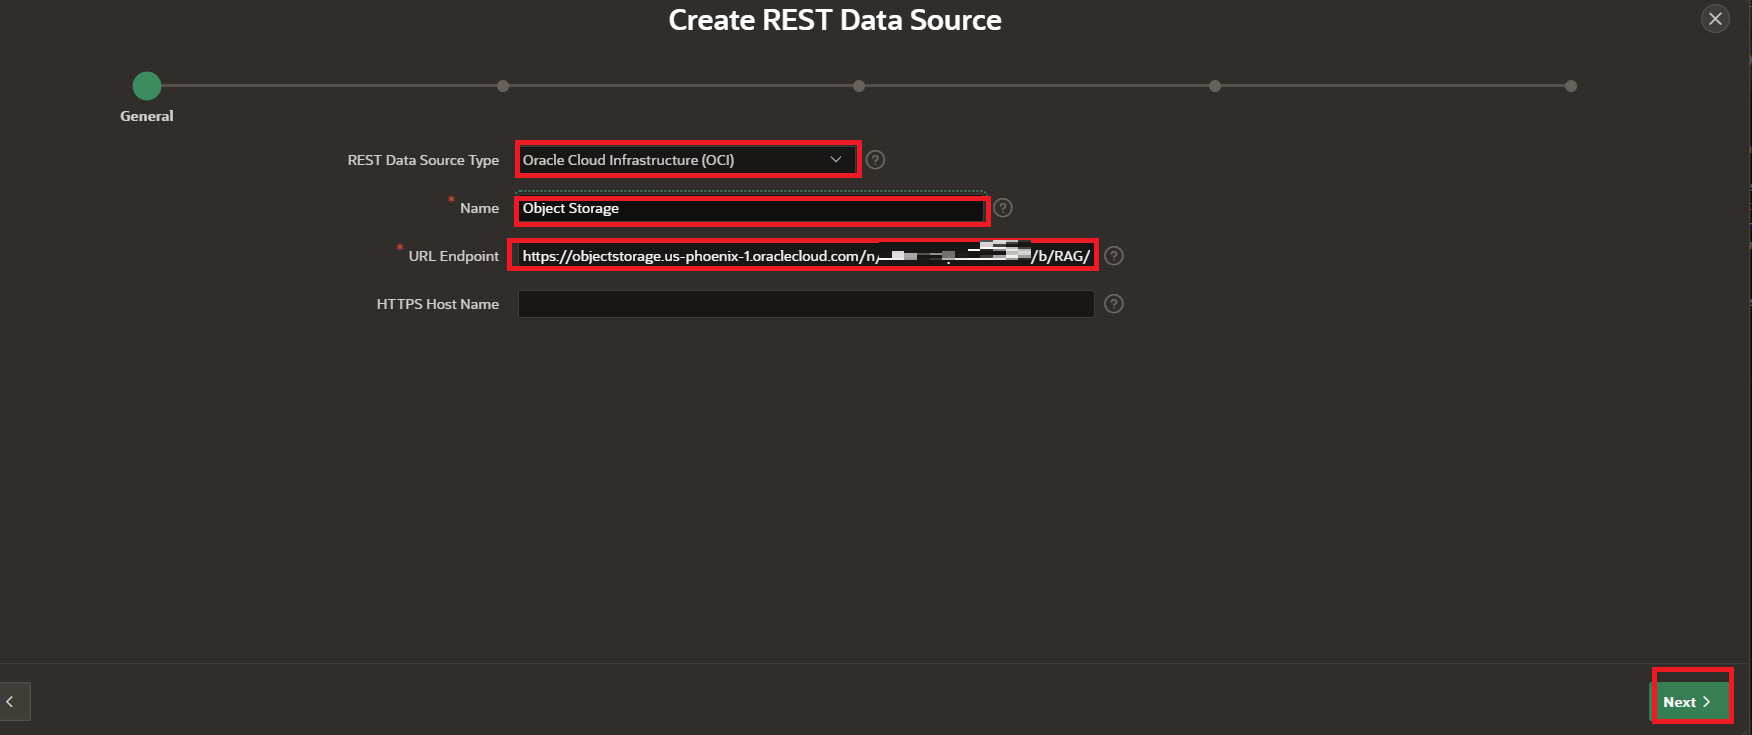 Create REST Data Source
General
REST Data Source Type Oracle Cloud Infrastructure (OCI)
* Name Object Storage
* URL Endpoint https://objectstorage.us-phoenix-1.oraclecloud.com/n/ /b/RAG/
HTTPS Host Name
Next